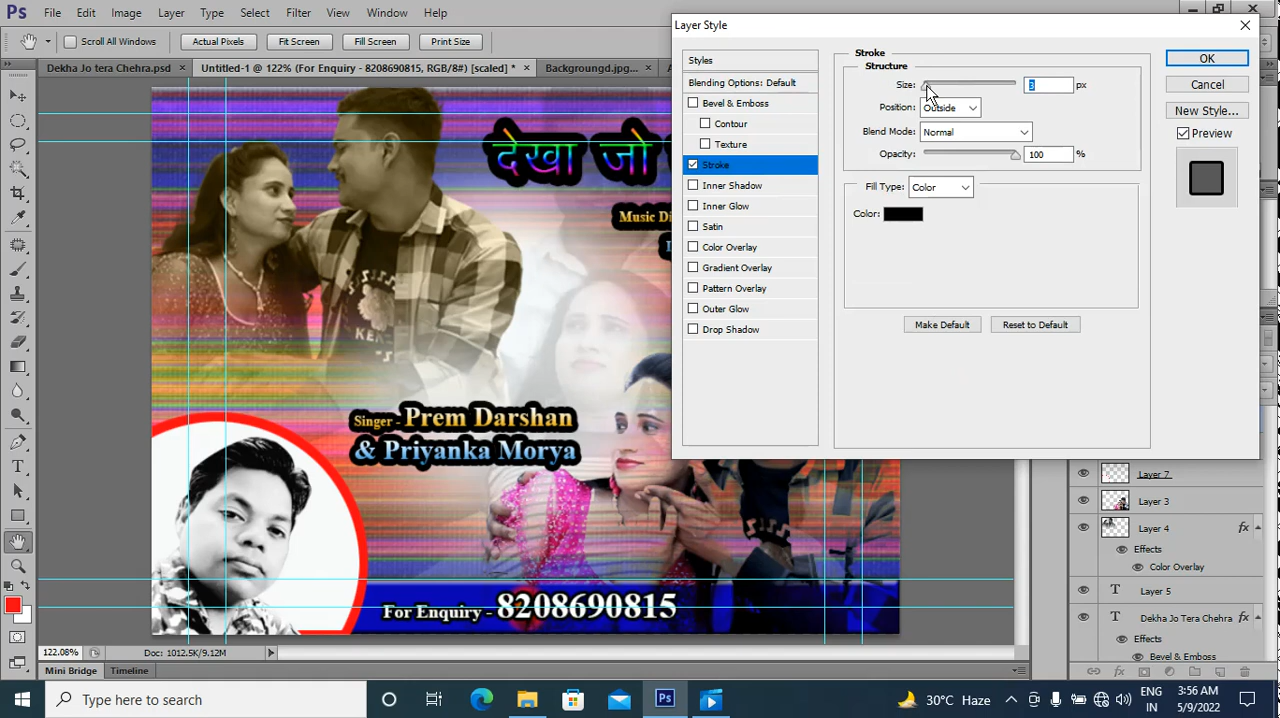 Ps File Edit Image Layer Type Select Filter View Window Help
Scroll All Windows Actual Pixels Fit Screen Fill Screen Print Size
Dekha Jo tera Chehra.psd × Untitled-1 @ 122% (For Enquiry - 8208690815, RGB/8#) [scaled] * × Backgroundg.jpg... ×
Layer Style
Styles
Blending Options: Default
Bevel & Emboss
Contour
Texture
Stroke
Inner Shadow
Inner Glow
Satin
Color Overlay
Gradient Overlay
Pattern Overlay
Outer Glow
Drop Shadow
Stroke
Structure
Size: 3 px
Position: Outside
Blend Mode: Normal
Opacity: 100 %
Fill Type: Color
Color:
Make Default Reset to Default
OK
Cancel
New Style...
Preview
देखा जो
Music Di
Singer - Prem Darshan
& Priyanka Morya
For Enquiry - 8208690815
Layer 7
Layer 3
Layer 4 fx
Effects
Color Overlay
T Layer 5
T Dekha Jo Tera Chehra fx
Effects
Bevel & Emboss
122.08% Doc: 1012.5K/9.12M
Mini Bridge Timeline
Type here to search
Ps
30°C Haze
ENG
IN
3:56 AM
5/9/2022